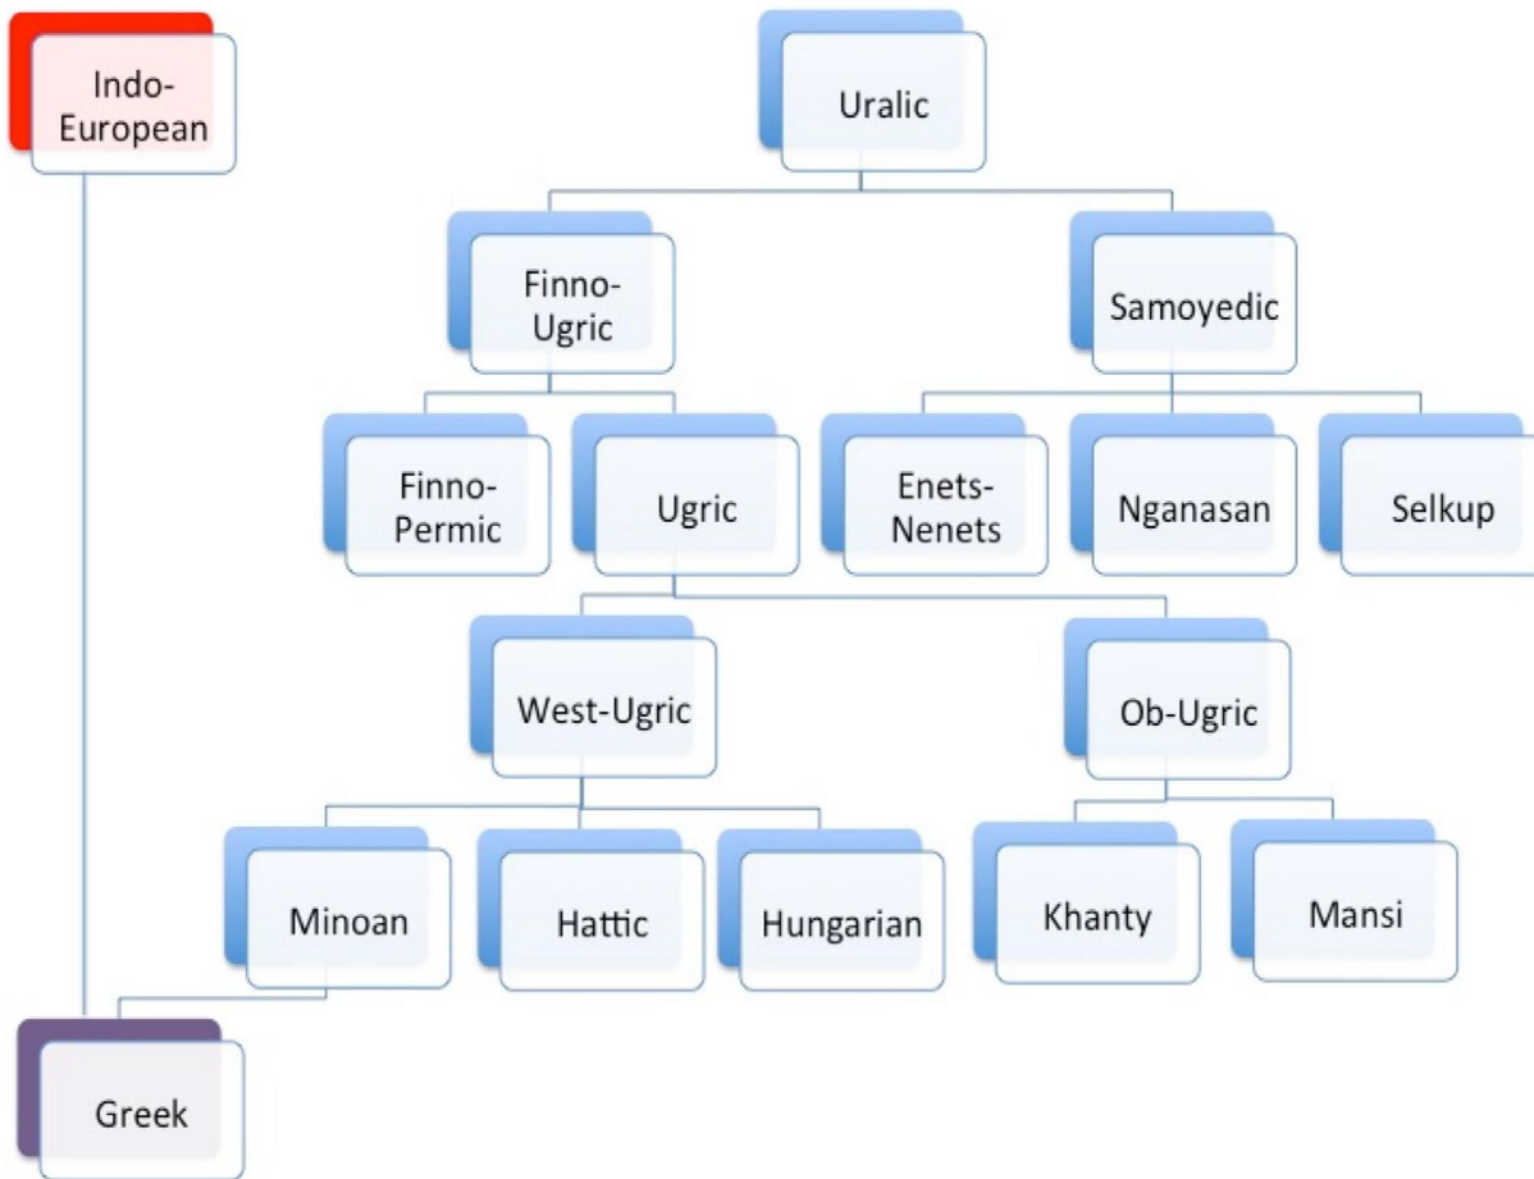 Indo-
European
Uralic
Finno-
Ugric
Samoyedic
Finno-
Permic
Ugric
Enets-
Nenets
Nganasan
Selkup
West-Ugric
Ob-Ugric
Minoan
Hattic
Hungarian
Khanty
Mansi
Greek